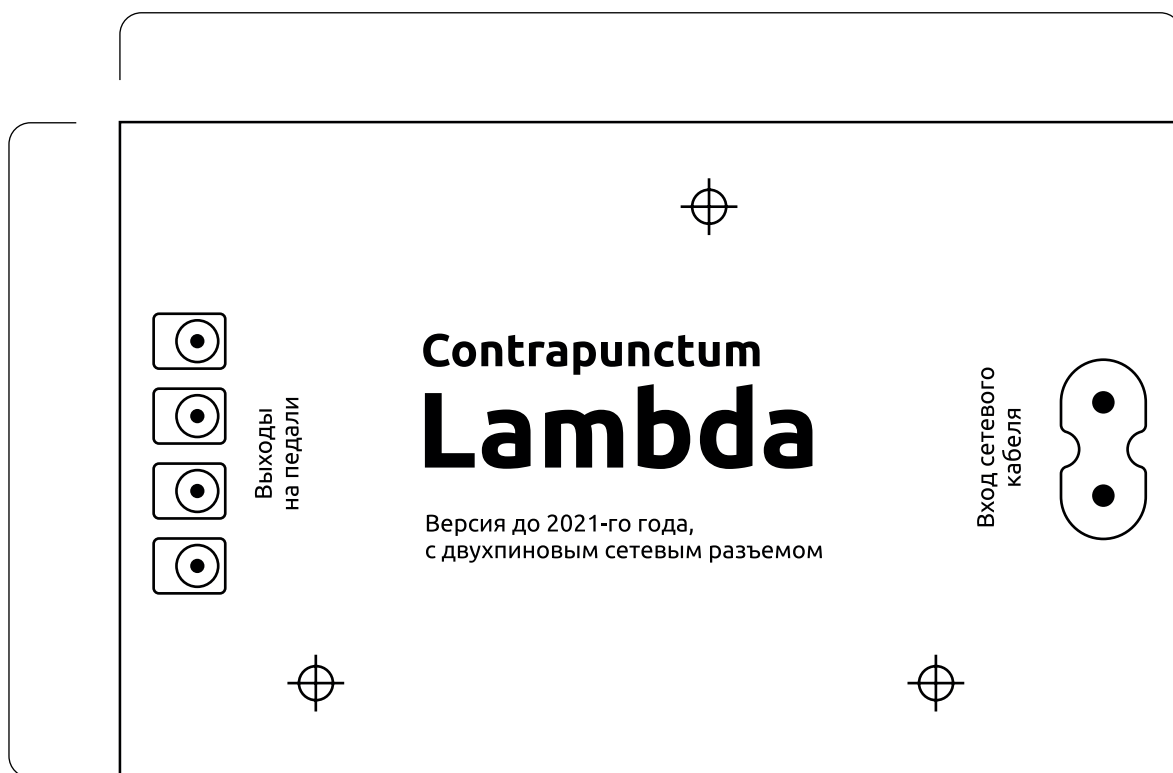 Contrapunctum
Lambda
Версия до 2021-го года,
с двухпиновым сетевым разъемом
Выходы
на педали
Вход сетевого
кабеля